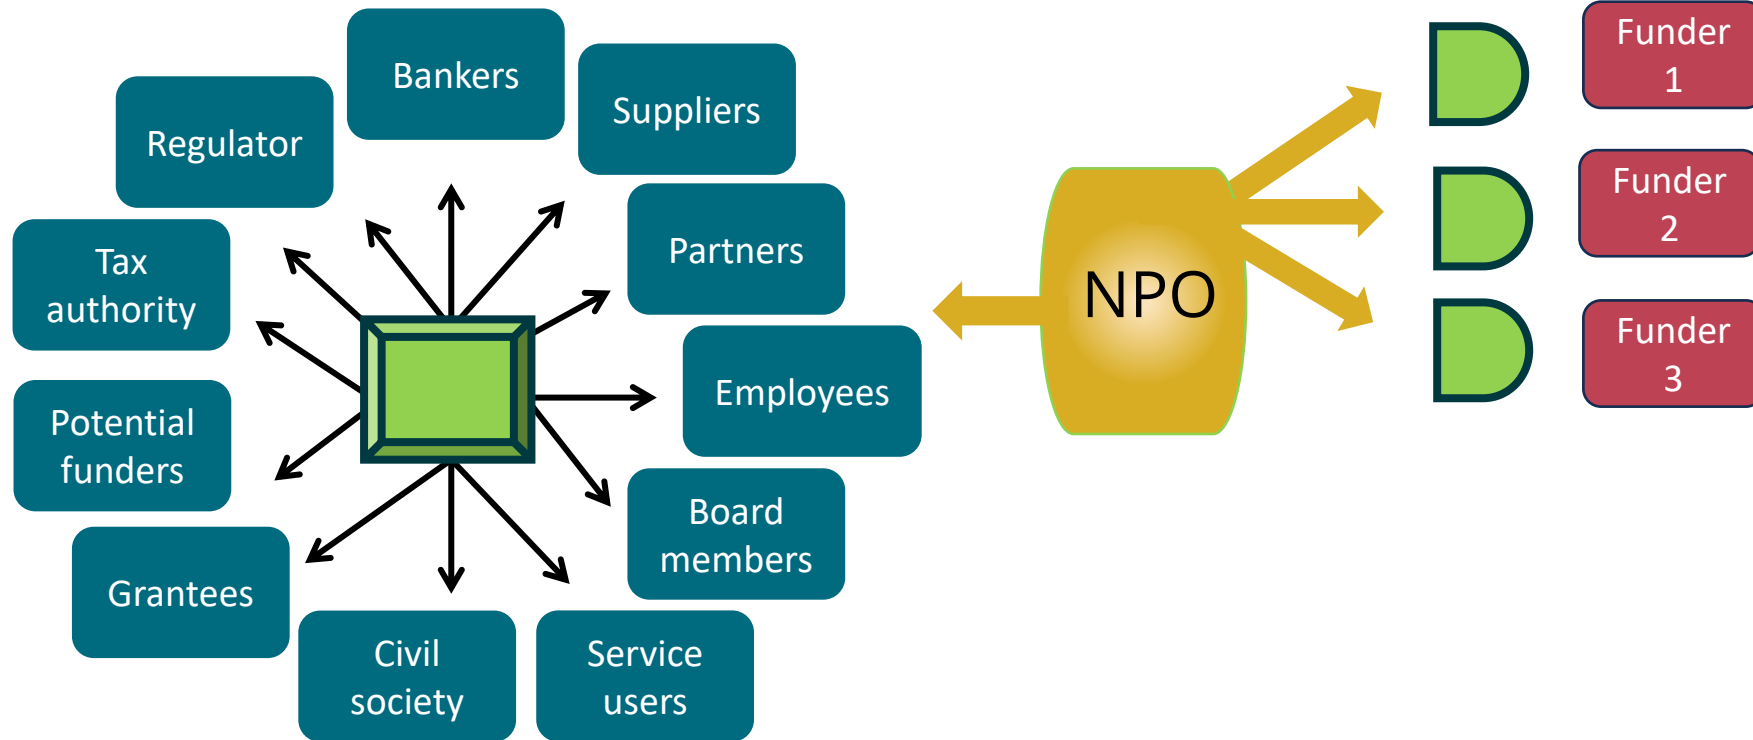 Bankers
Suppliers
Regulator
Partners
Tax
authority
Employees
Potential
funders
Board
members
Grantees
Civil
society
Service
users
NPO
Funder
1
Funder
2
Funder
3